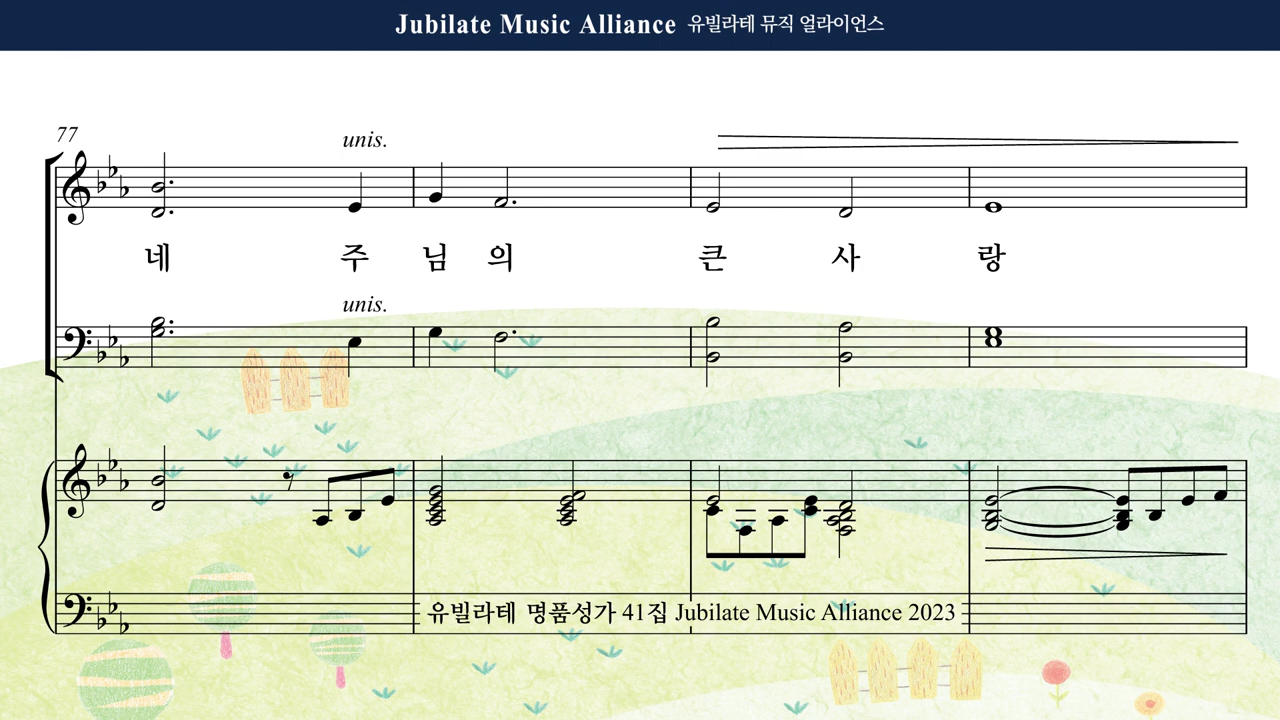 Jubilate Music Alliance 유빌라테 뮤직 얼라이언스
77
unis.
네 주 님 의 큰 사 랑
unis.
유빌라테 명품성가 41집 Jubilate Music Alliance 2023